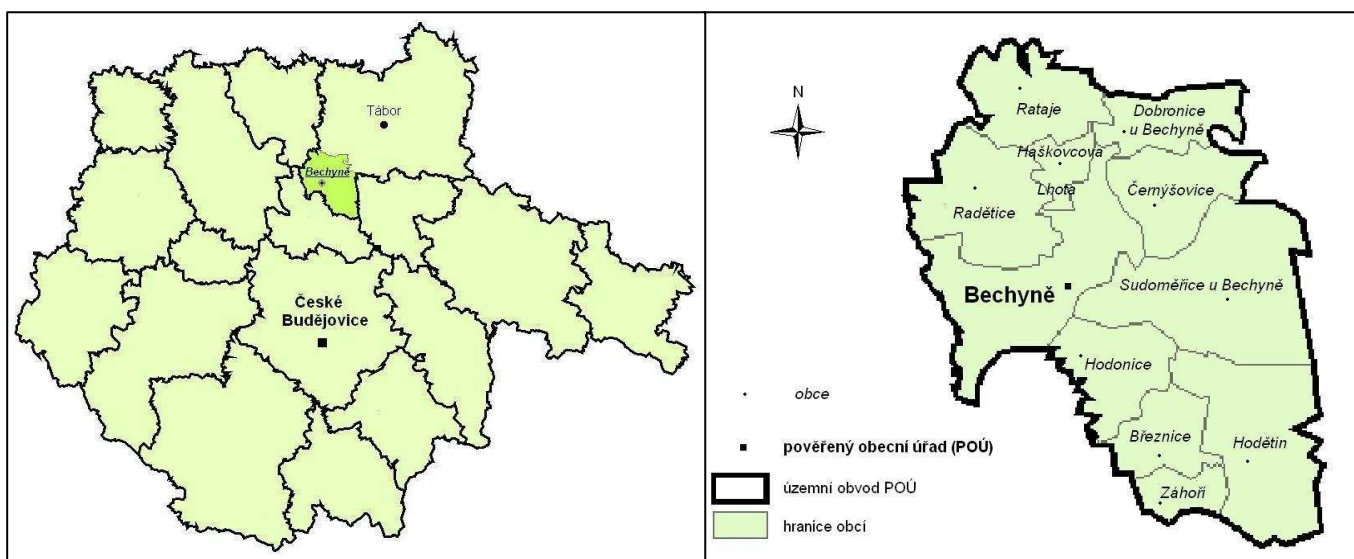 Tábor
Bechyně
České
Budějovice
N
Rataje
Dobronice
u Bechyně
Haškovcova
Lhota
Černýšovice
Radětice
Bechyně
Sudoměřice u Bechyně
Hodonice
Březnice
Hodětín
Záhoří
obce
pověřený obecní úřad (POÚ)
územní obvod POÚ
hranice obcí